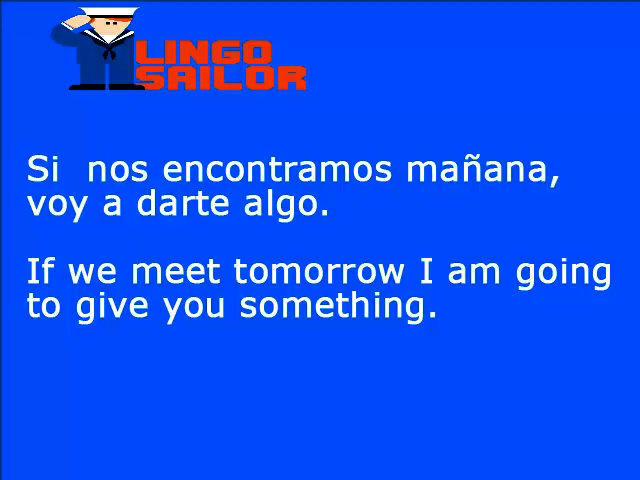 LINGO
SAILOR
Si  nos encontramos mañana,
voy a darte algo.
If we meet tomorrow I am going
to give you something.